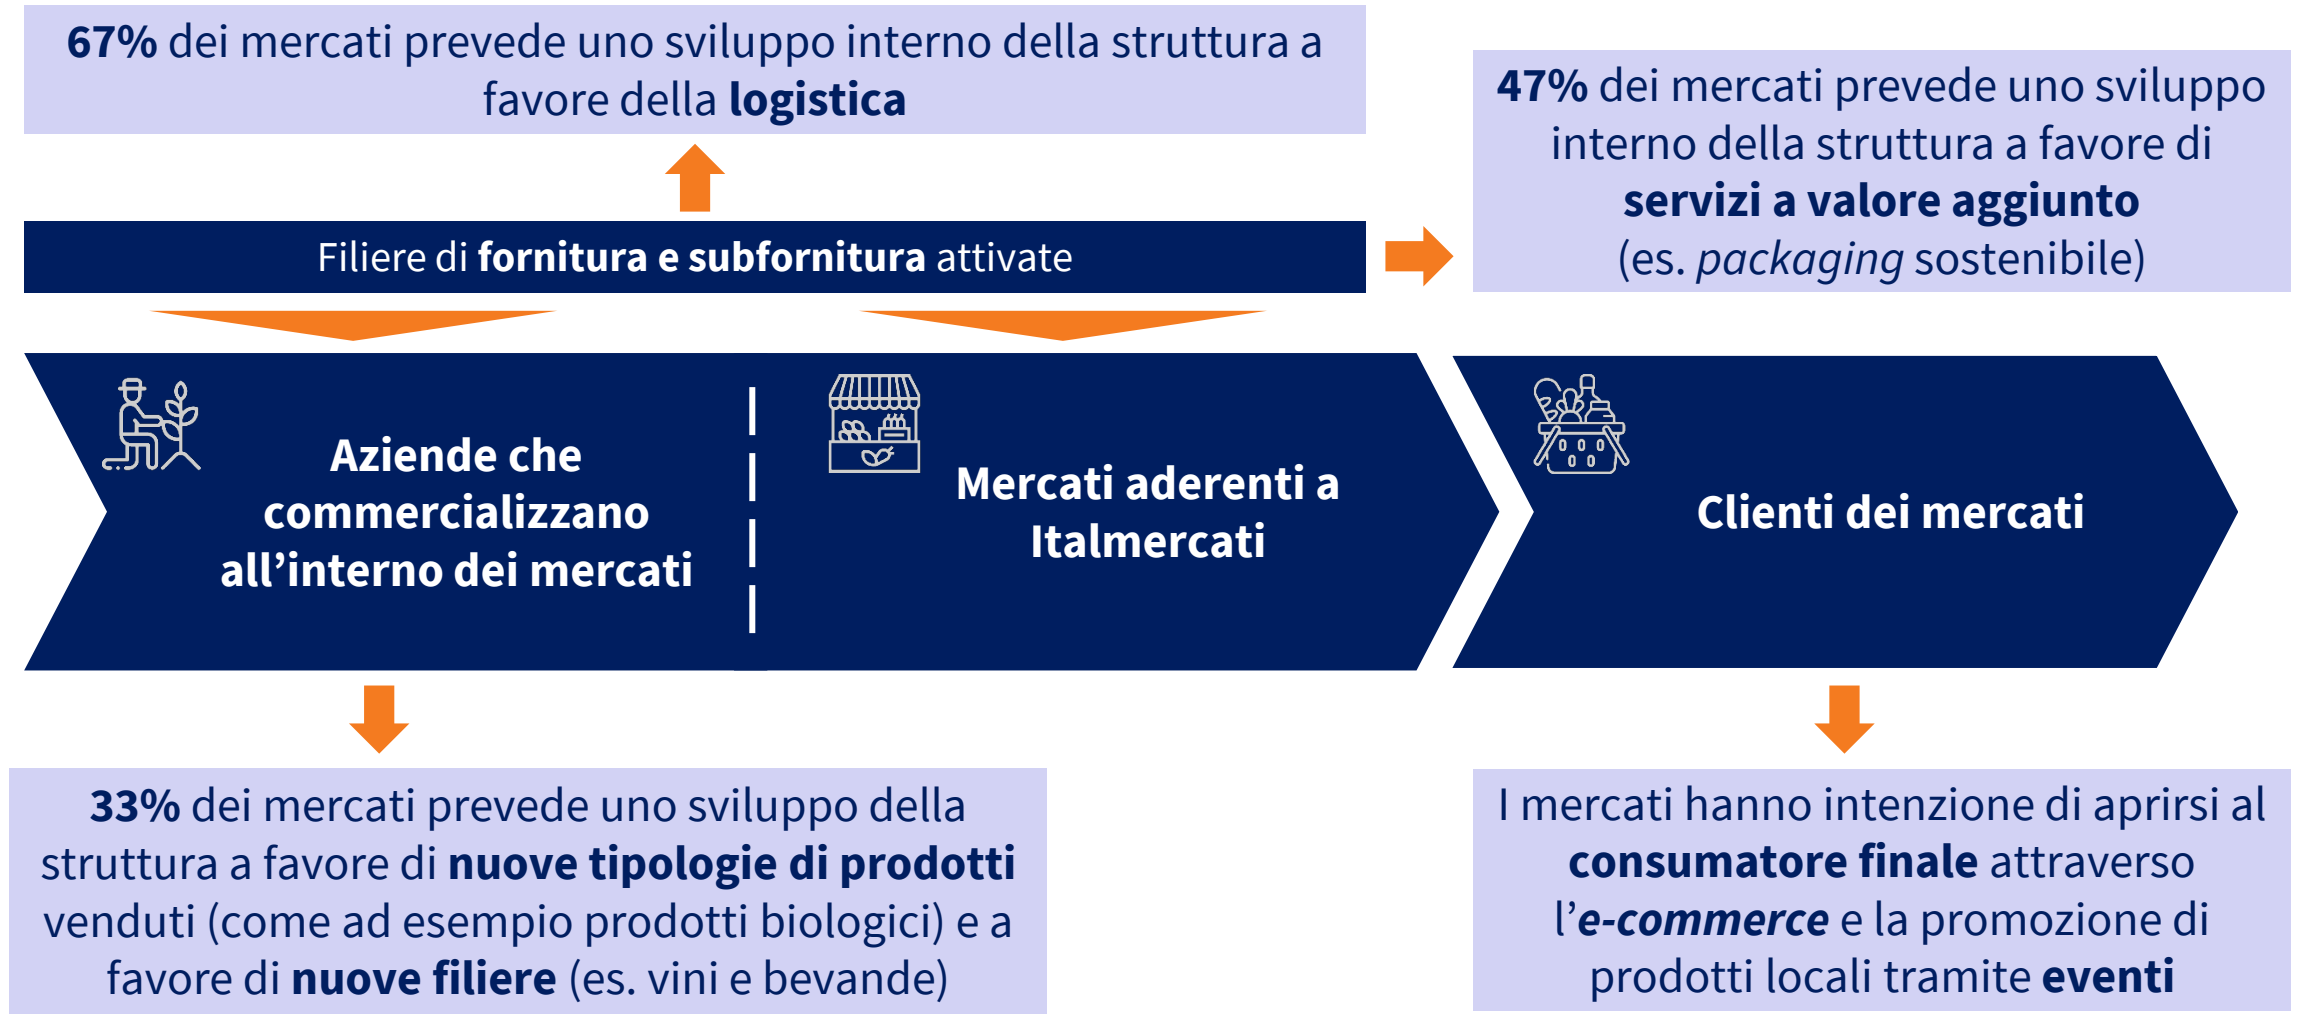 67% dei mercati prevede uno sviluppo interno della struttura a
favore della logistica
47% dei mercati prevede uno sviluppo
interno della struttura a favore di
servizi a valore aggiunto
(es. packaging sostenibile)
Filiere di fornitura e subfornitura attivate
Aziende che
commercializzano
all’interno dei mercati
Mercati aderenti a
Italmercati
Clienti dei mercati
33% dei mercati prevede uno sviluppo della
struttura a favore di nuove tipologie di prodotti
venduti (come ad esempio prodotti biologici) e a
favore di nuove filiere (es. vini e bevande)
I mercati hanno intenzione di aprirsi al
consumatore finale attraverso
l’e-commerce e la promozione di
prodotti locali tramite eventi